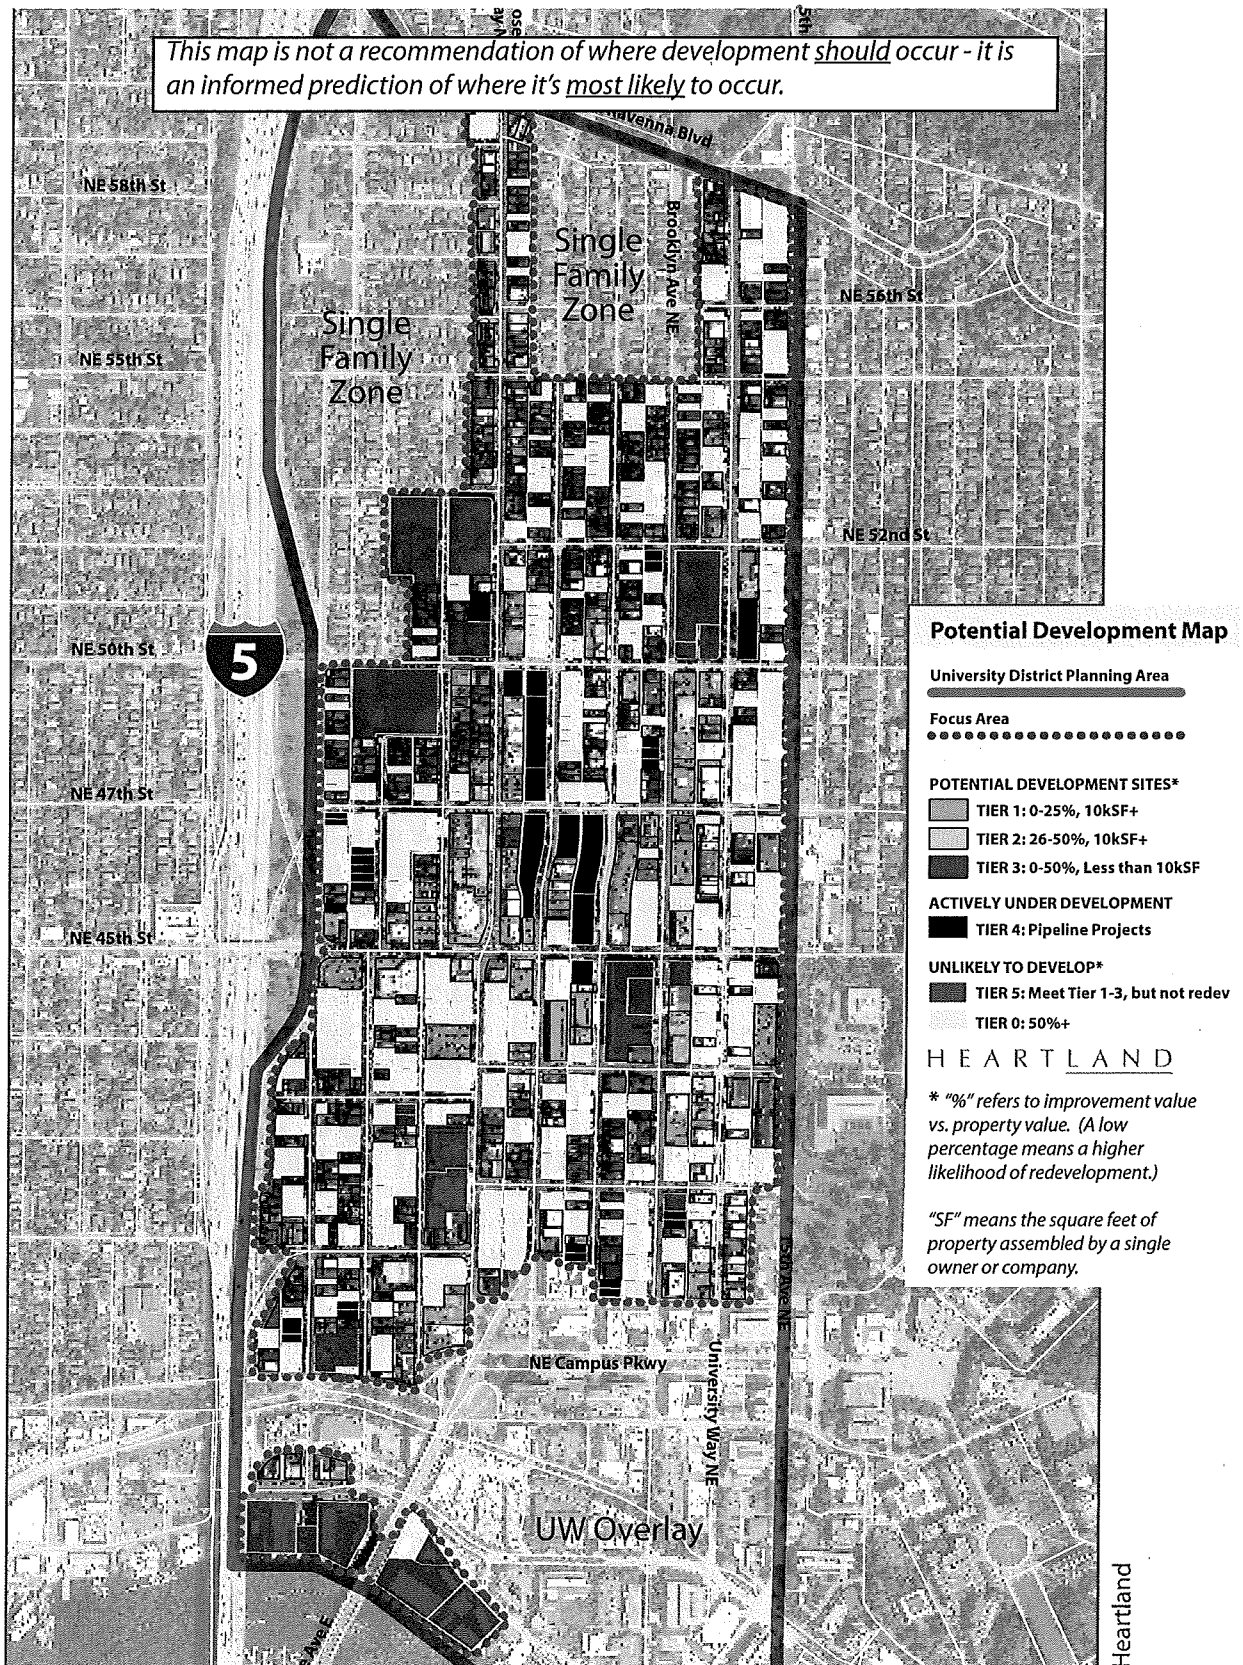 This map is not a recommendation of where development should occur - it is
an informed prediction of where it's most likely to occur.
5th
NE 58th St
Brooklyn Ave NE
Single
Family
Zone
NE 56th St
Single
Family
Zone
NE 55th St
NE 52nd St
5
NE 50th St
NE 47th St
NE 45th St
Potential Development Map
University District Planning Area
Focus Area
POTENTIAL DEVELOPMENT SITES*
TIER 1: 0-25%, 10kSF+
TIER 2: 26-50%, 10kSF+
TIER 3: 0-50%, Less than 10kSF
ACTIVELY UNDER DEVELOPMENT
TIER 4: Pipeline Projects
UNLIKELY TO DEVELOP*
TIER 5: Meet Tier 1-3, but not redev
TIER 0: 50%+
HEARTLAND
* "%" refers to improvement value
vs. property value. (A low
percentage means a higher
likelihood of redevelopment.)
"SF" means the square feet of
property assembled by a single
owner or company.
15th Ave NE
NE Campus Pkwy
University Way NE
UW Overlay
Heartland
Ave E